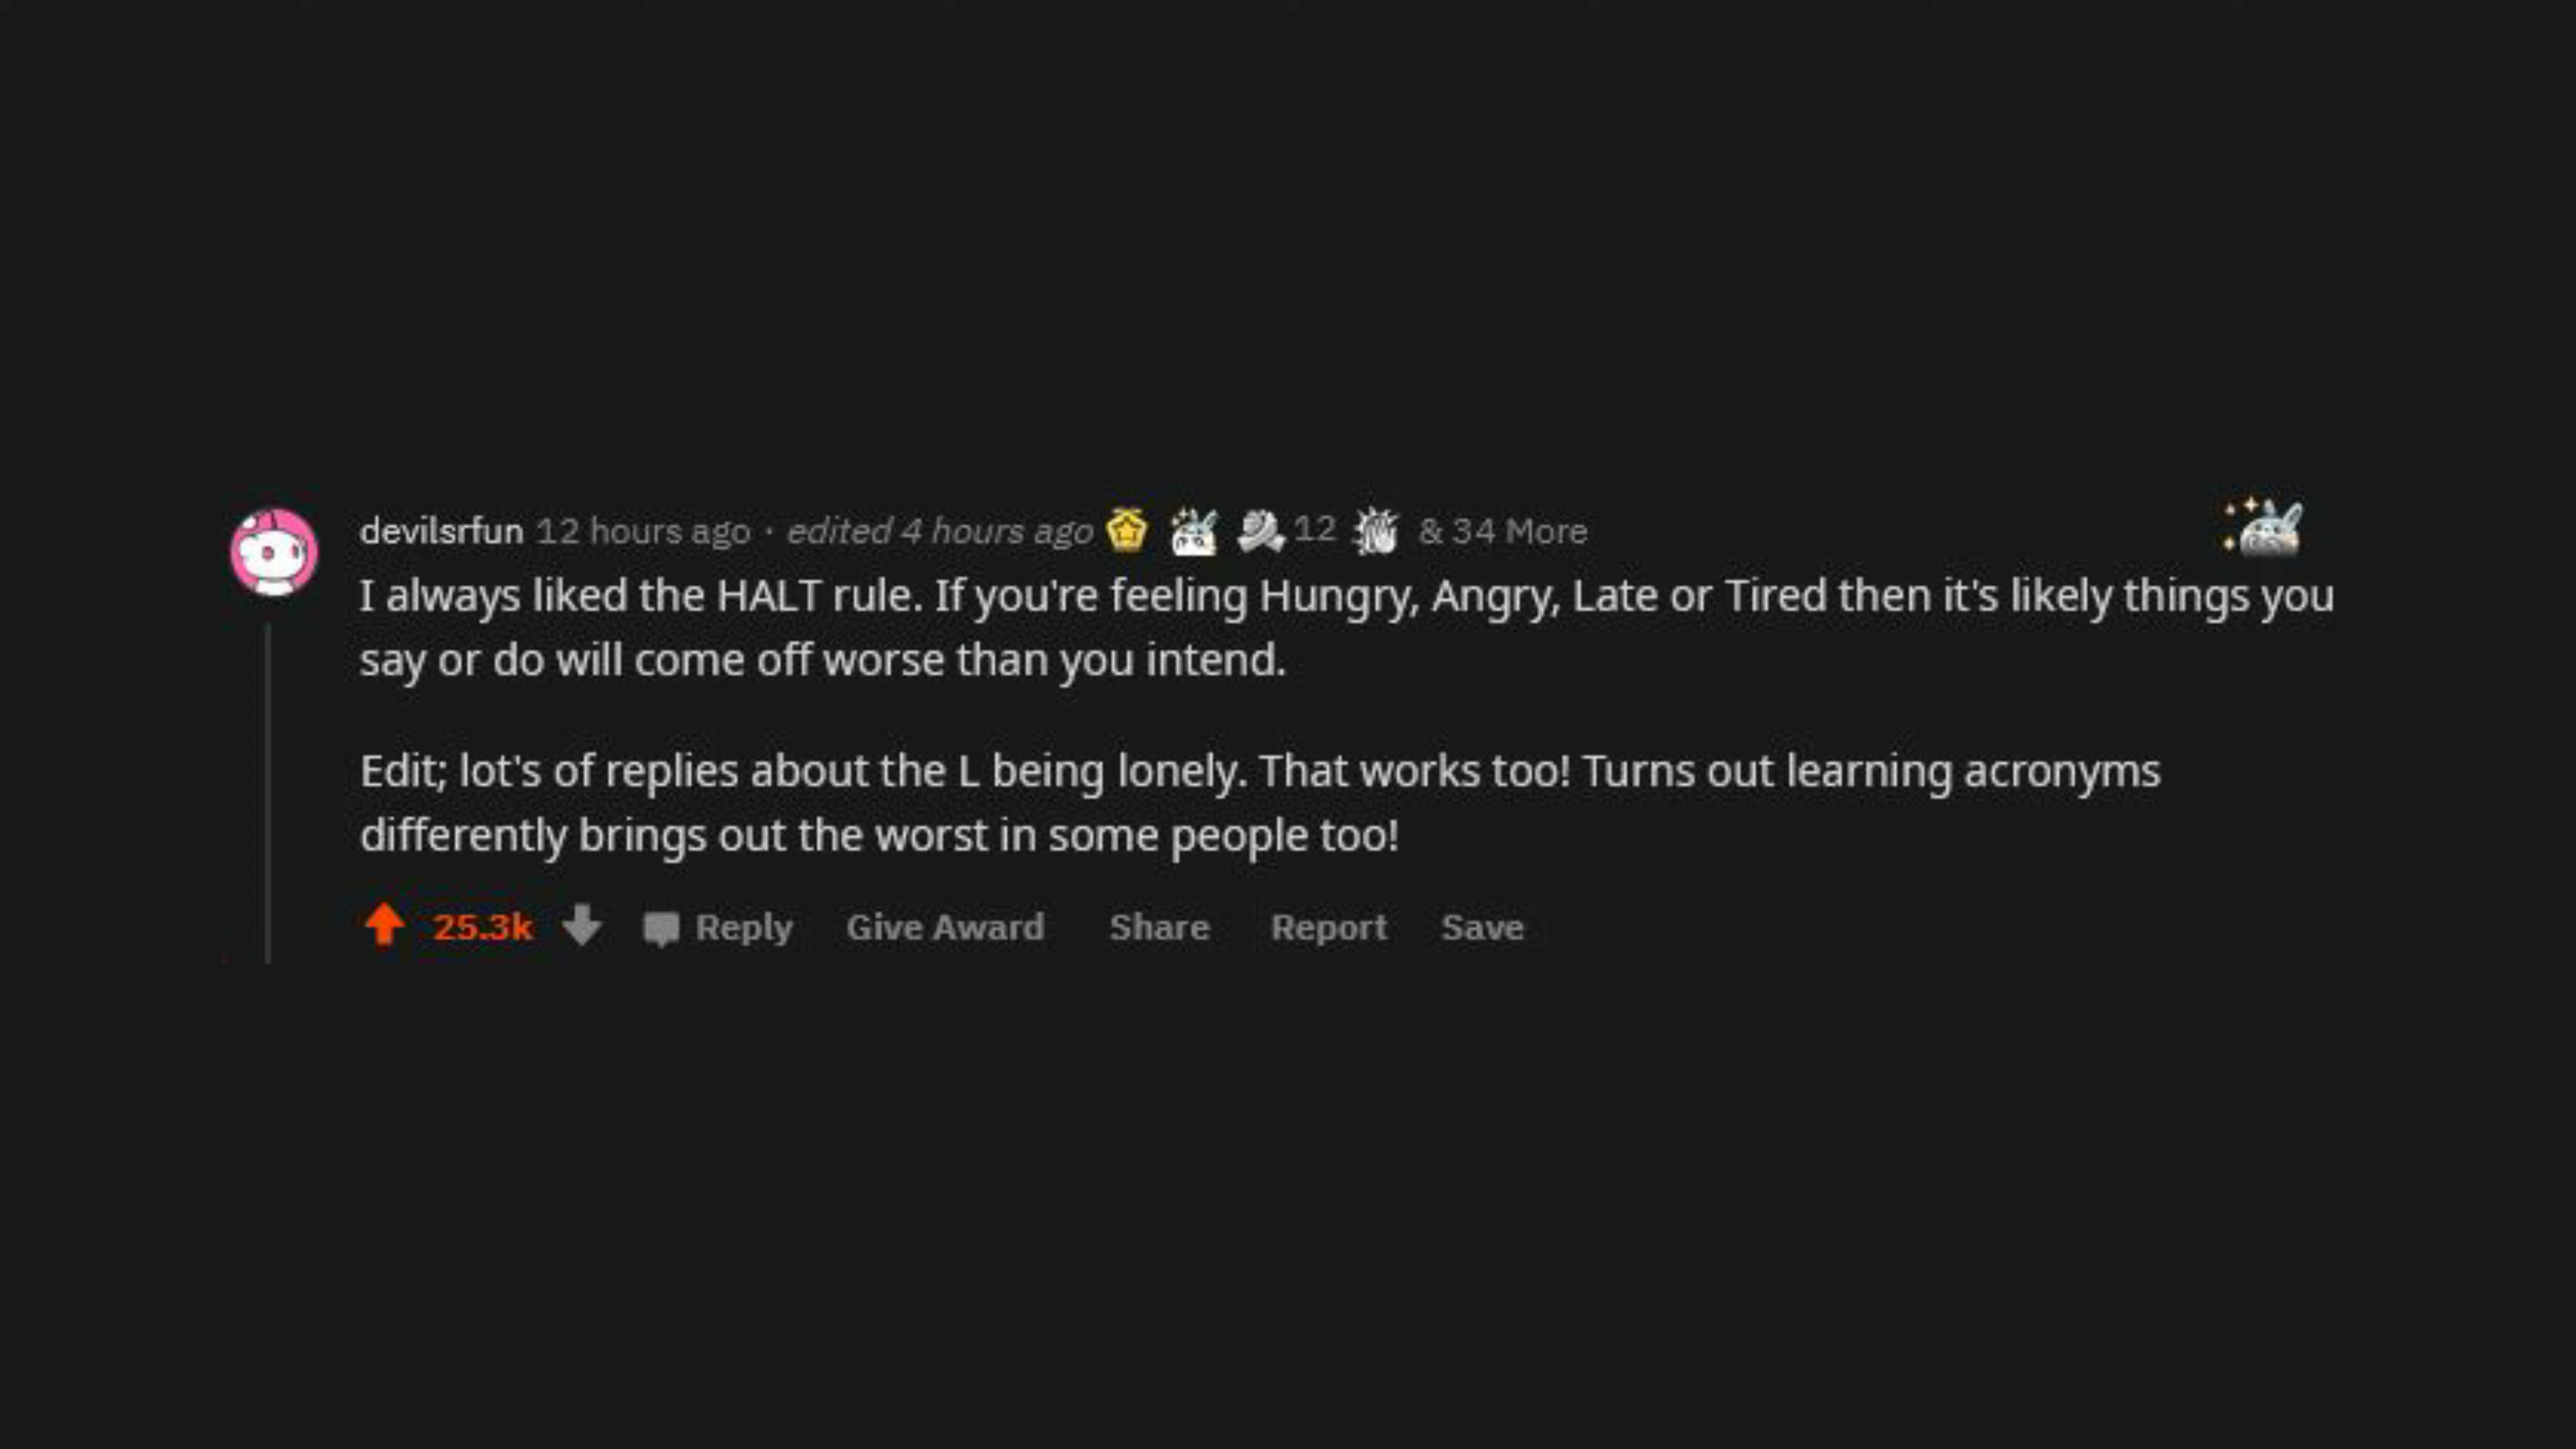 devilsrfun 12 hours ago · edited 4 hours ago 12 & 34 More
I always liked the HALT rule. If you're feeling Hungry, Angry, Late or Tired then it's likely things you
say or do will come off worse than you intend.
Edit; lot's of replies about the L being lonely. That works too! Turns out learning acronyms
differently brings out the worst in some people too!
25.3k Reply Give Award Share Report Save